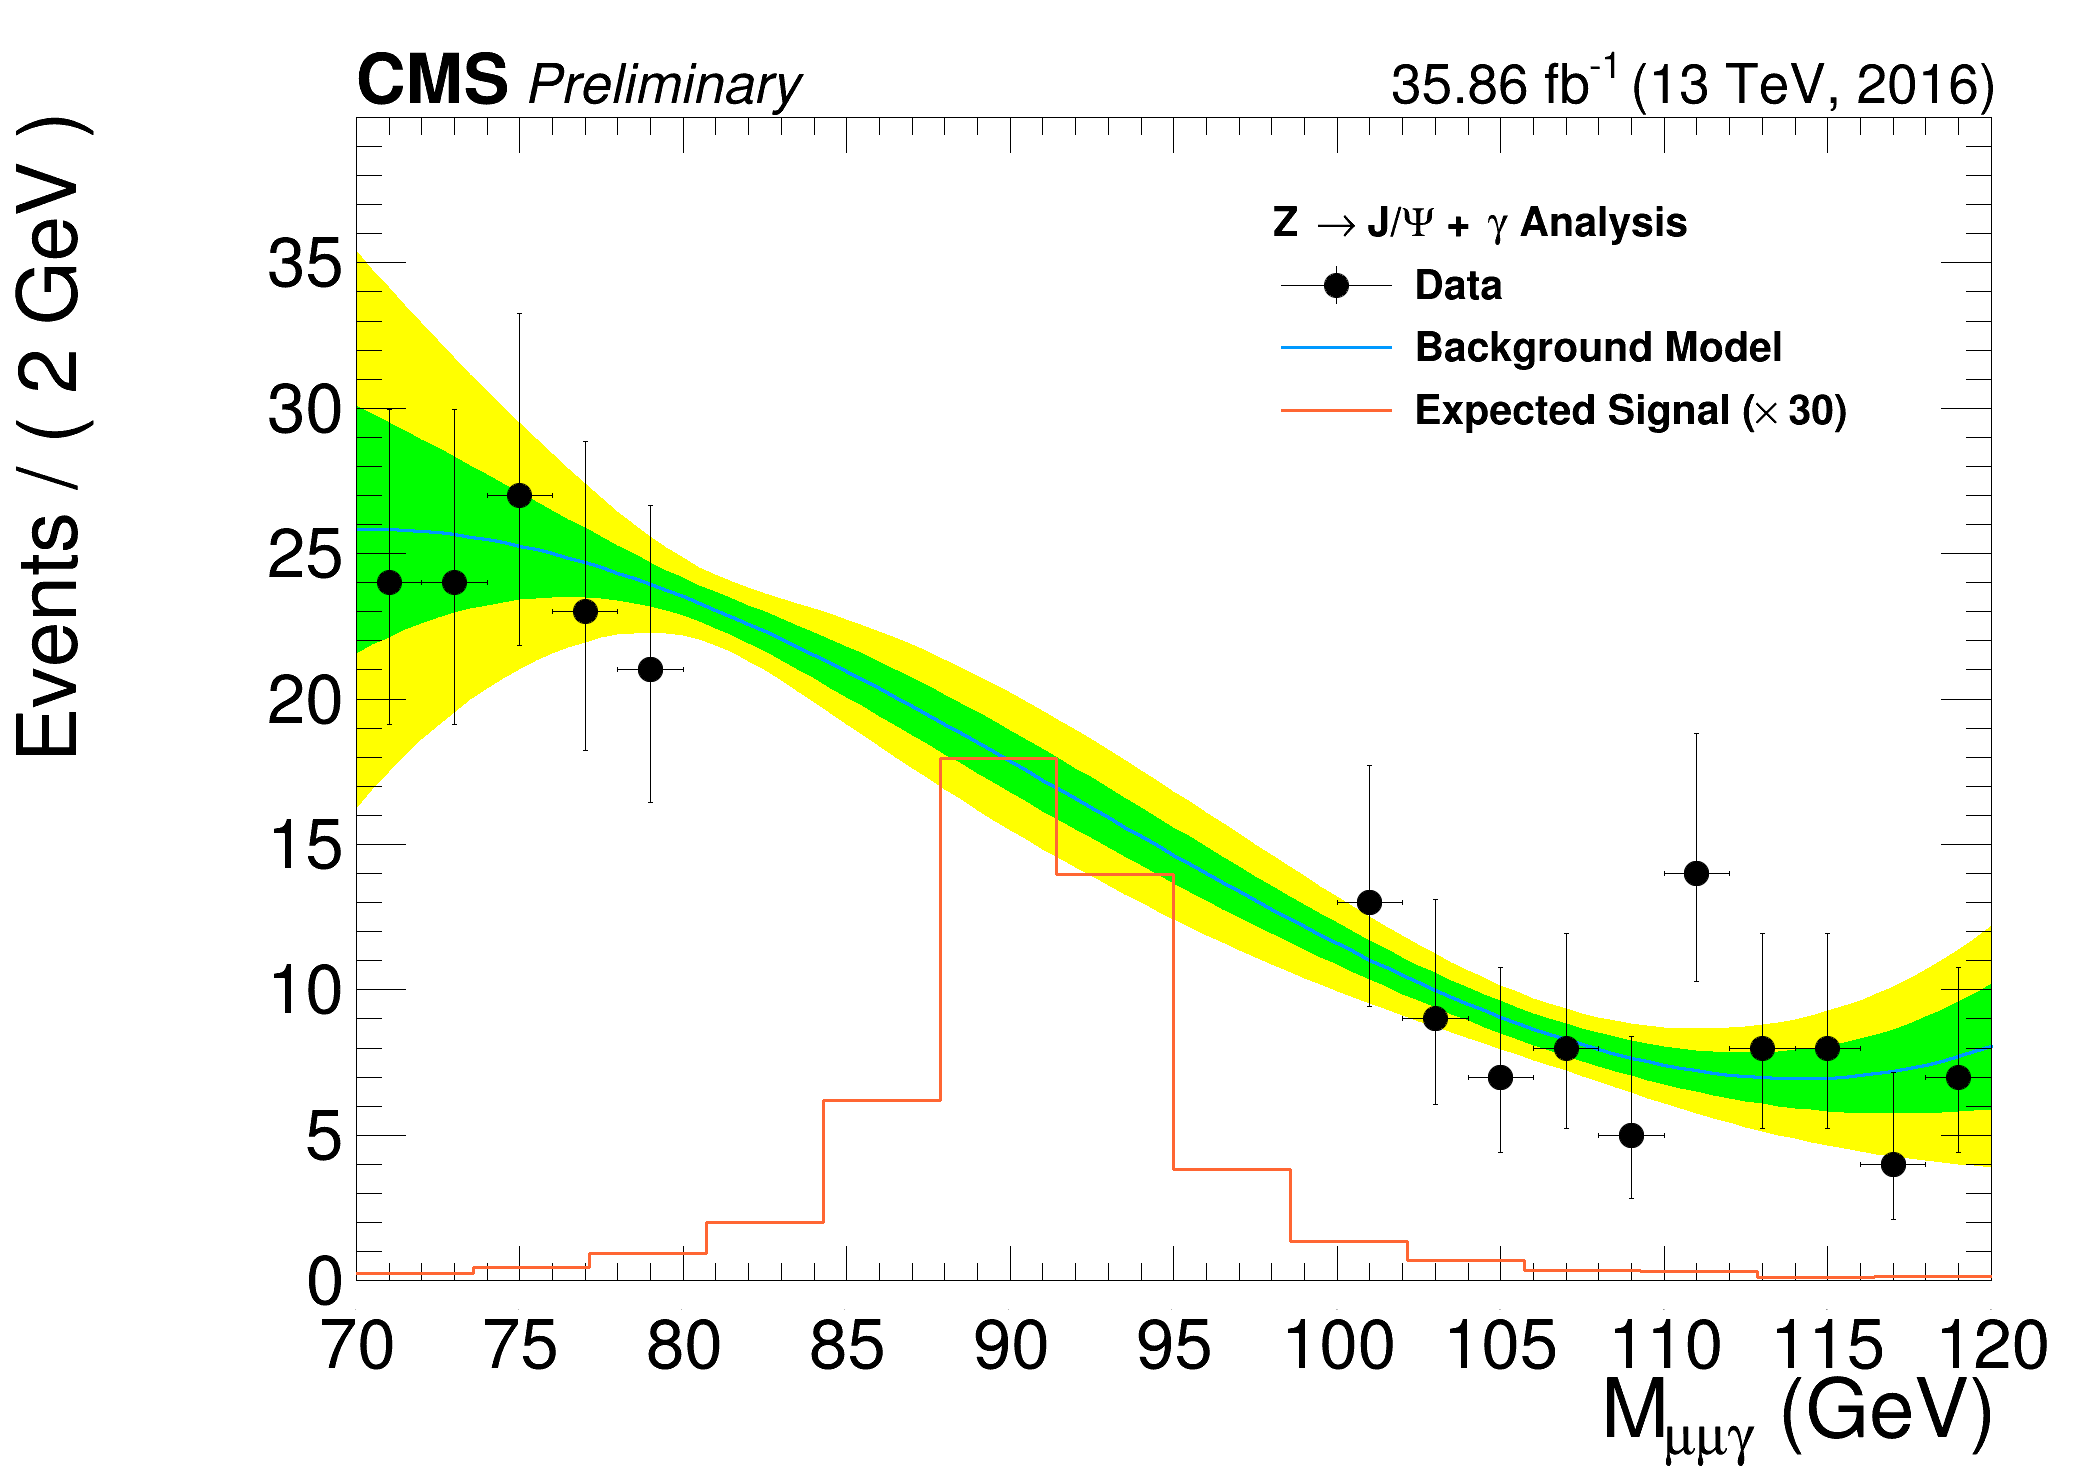 CMS Preliminary 35.86 fb⁻¹ (13 TeV, 2016)
Events / ( 2 GeV )
Z → J/Ψ + γ Analysis
Data
Background Model
Expected Signal (× 30)
35
30
25
20
15
10
5
0
70 75 80 85 90 95 100 105 110 115 120
Mμμγ (GeV)